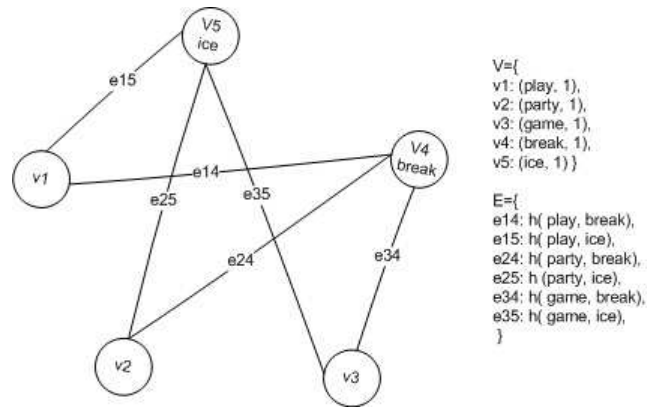 V5
ice
e15
V4
break
v1
e14
e25
e35
e24
e34
v2
v3
V={
v1: (play, 1),
v2: (party, 1),
v3: (game, 1),
v4: (break, 1),
v5: (ice, 1) }
E={
e14: h( play, break),
e15: h( play, ice),
e24: h( party, break),
e25: h (party, ice),
e34: h( game, break),
e35: h( game, ice),
}